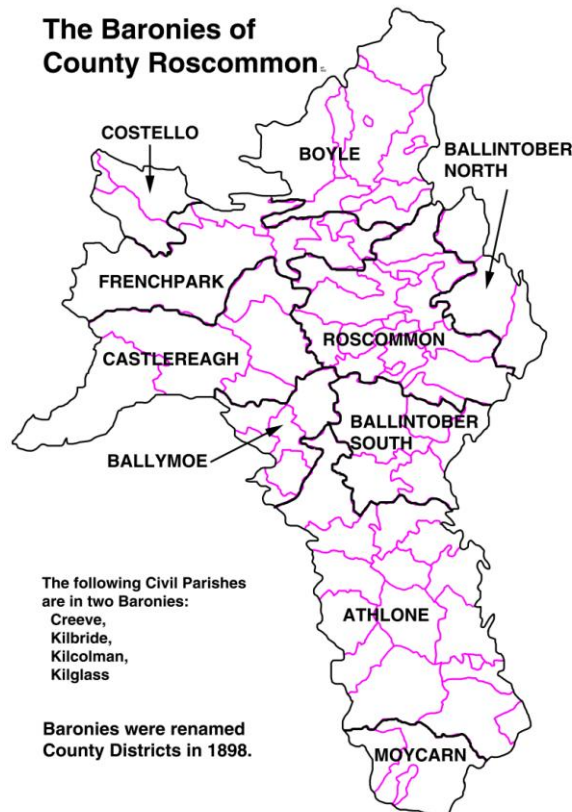 The Baronies of
County Roscommon
COSTELLO
BOYLE
BALLINTOBER
NORTH
FRENCHPARK
CASTLEREAGH
ROSCOMMON
BALLINTOBER
SOUTH
BALLYMOE
The following Civil Parishes
are in two Baronies:
Creeve,
Kilbride,
Kilcolman,
Kilglass
ATHLONE
Baronies were renamed
County Districts in 1898.
MOYCARN